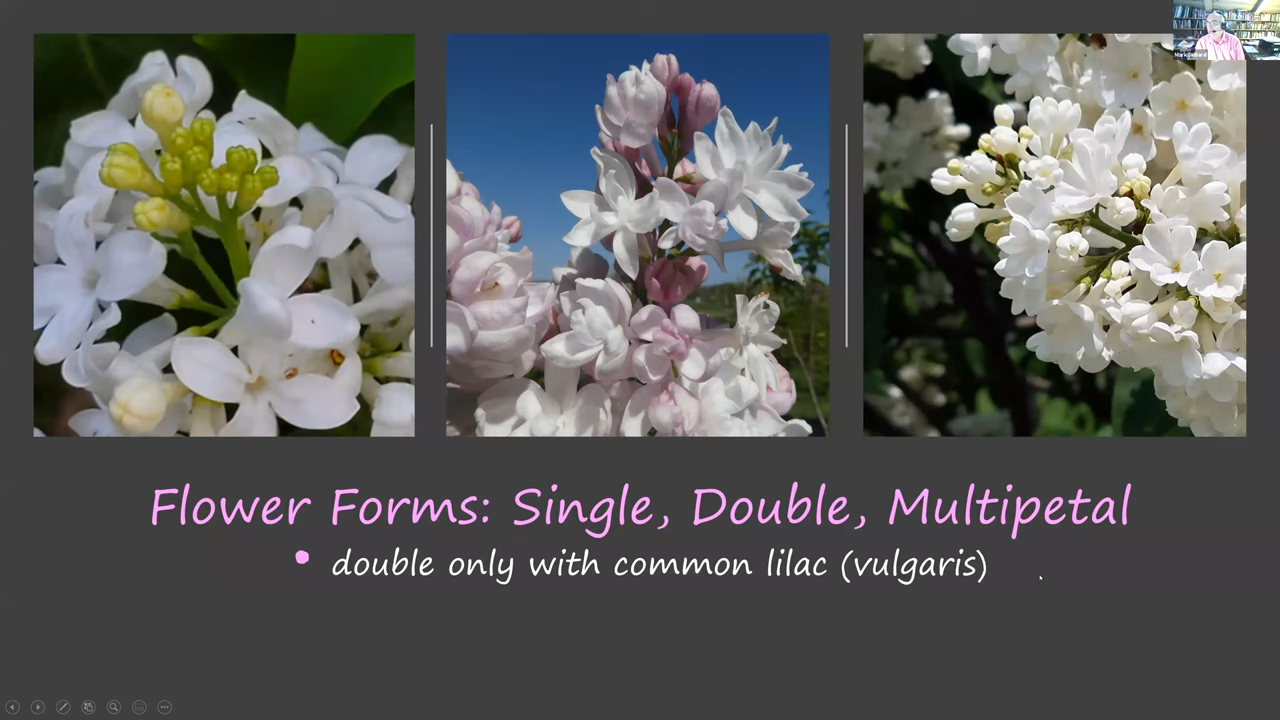 Flower Forms: Single, Double, Multipetal
• double only with common lilac (vulgaris)